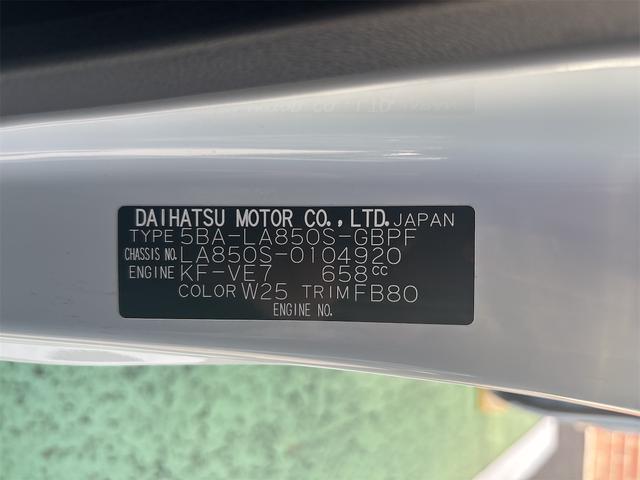 DAIHATSU MOTOR CO.,LTD. JAPAN
TYPE 5BA-LA850S-GBPF
CHASSIS NO. LA850S-0104920
ENGINE KF-VE7 658cc
COLOR W25 TRIM FB80
ENGINE NO.